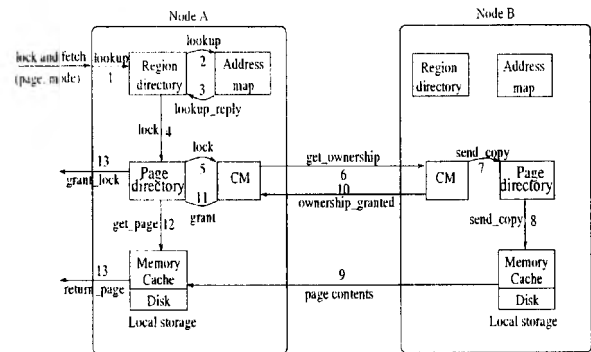 Node A
Node B
lock and fetch
(page, mode)
lookup
1
Region
directory
lookup
2
3
lookup_reply
Address
map
Region
directory
Address
map
lock 4
13
grant_lock
Page
directory
lock
5
11
grant
CM
get_ownership
6
10
ownership_granted
CM
send_copy
7
Page
directory
get_page 12
send_copy 8
13
return_page
Memory
Cache
Disk
Local storage
9
page contents
Memory
Cache
Disk
Local storage